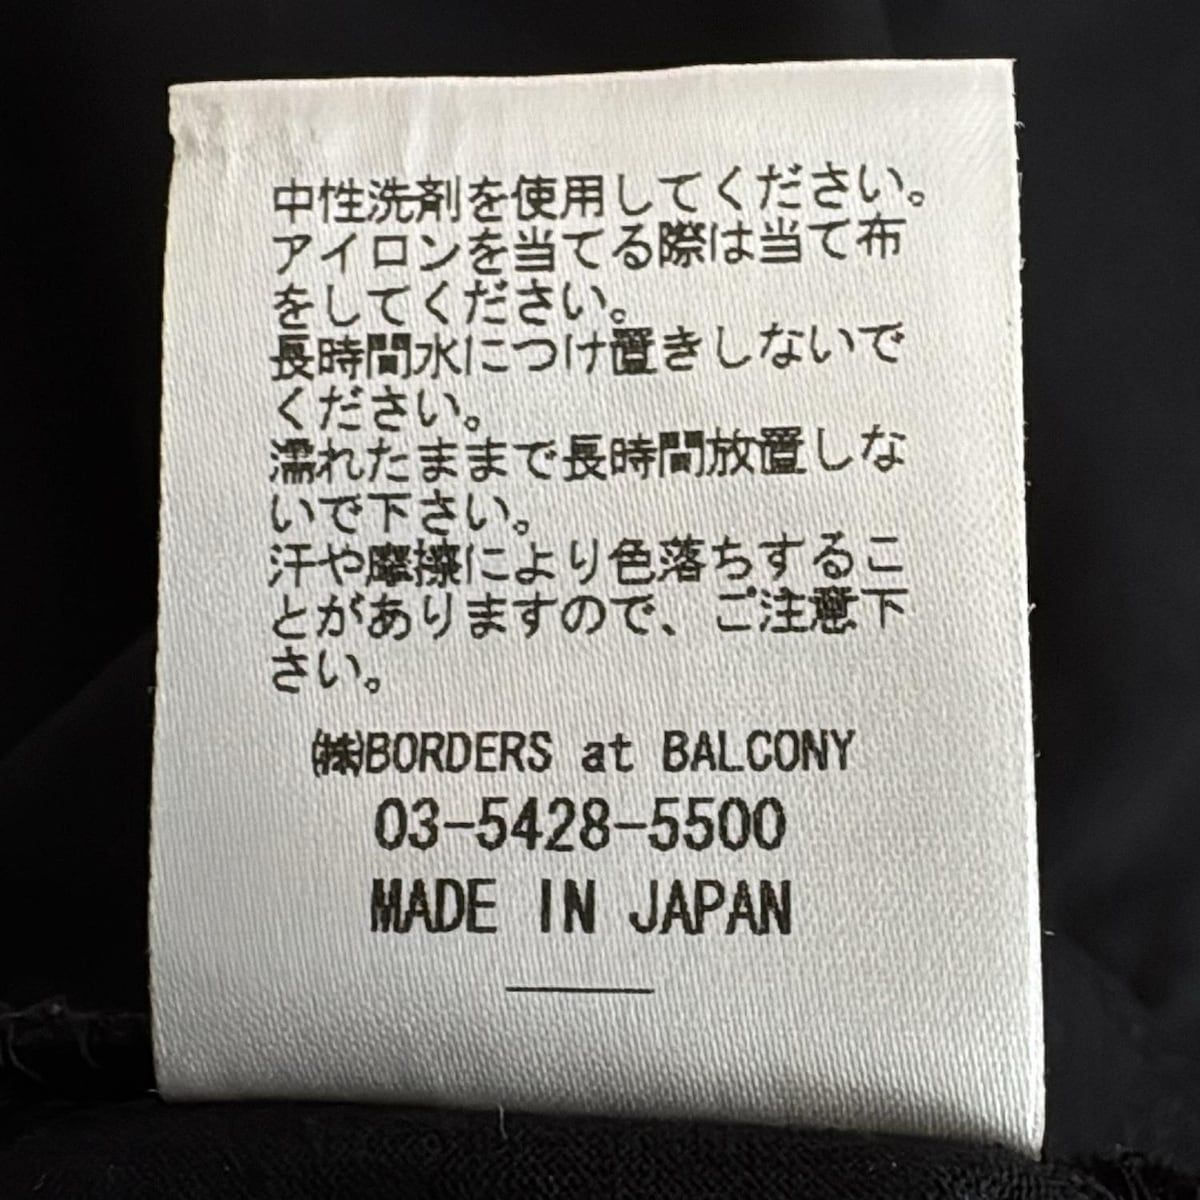 中性洗剤を使用してください。
アイロンを当てる際は当て布
をしてください。
長時間水につけ置きしないで
ください。
濡れたままで長時間放置しな
いで下さい。
汗や摩擦により色落ちするこ
とがありますので、ご注意下
さい。
㈱BORDERS at BALCONY
03-5428-5500
MADE IN JAPAN